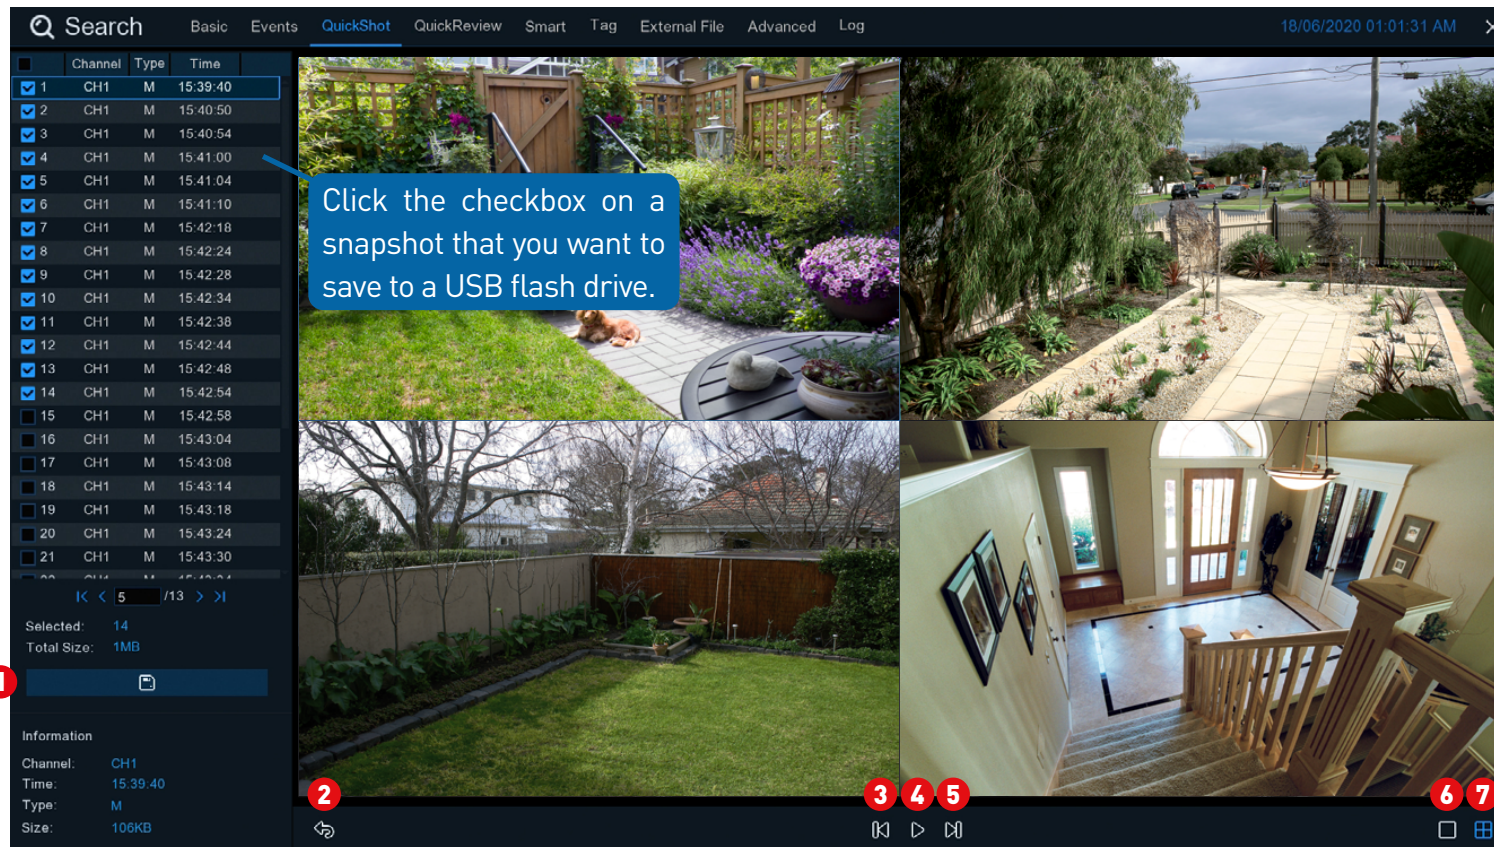 Search Basic Events QuickShot QuickReview Smart Tag External File Advanced Log 18/06/2020 01:01:31 AM
Channel Type Time
1 CH1 M 15:39:40
2 CH1 M 15:40:50
3 CH1 M 15:40:54
4 CH1 M 15:41:00
5 CH1 M 15:41:04
6 CH1 M 15:41:10
7 CH1 M 15:42:18
8 CH1 M 15:42:24
9 CH1 M 15:42:28
10 CH1 M 15:42:34
11 CH1 M 15:42:38
12 CH1 M 15:42:44
13 CH1 M 15:42:48
14 CH1 M 15:42:54
15 CH1 M 15:42:58
16 CH1 M 15:43:04
17 CH1 M 15:43:08
18 CH1 M 15:43:14
19 CH1 M 15:43:18
20 CH1 M 15:43:24
21 CH1 M 15:43:30
Click the checkbox on a
snapshot that you want to
save to a USB flash drive.
5 /13
Selected: 14
Total Size: 1MB
1
Information
Channel: CH1
Time: 15:39:40
Type: M
Size: 106KB
2 3 4 5 6 7